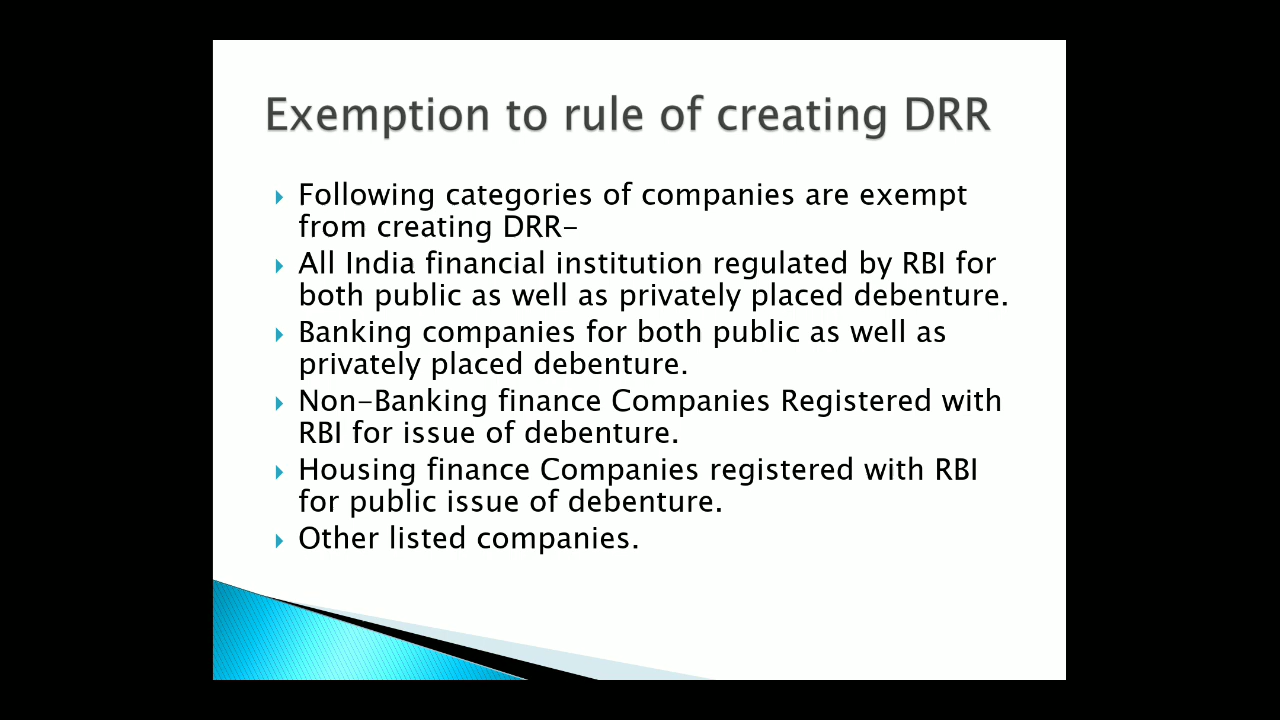 Exemption to rule of creating DRR
Following categories of companies are exempt
from creating DRR-
All India financial institution regulated by RBI for
both public as well as privately placed debenture.
Banking companies for both public as well as
privately placed debenture.
Non-Banking finance Companies Registered with
RBI for issue of debenture.
Housing finance Companies registered with RBI
for public issue of debenture.
Other listed companies.